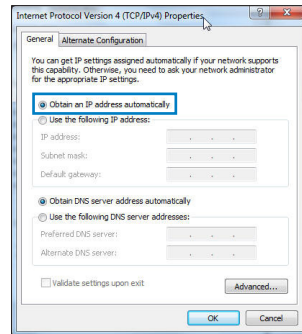 Internet Protocol Version 4 (TCP/IPv4) Properties
General
Alternate Configuration
You can get IP settings assigned automatically if your network supports
this capability. Otherwise, you need to ask your network administrator
for the appropriate IP settings.
Obtain an IP address automatically
Use the following IP address:
IP address:
Subnet mask:
Default gateway:
Obtain DNS server address automatically
Use the following DNS server addresses:
Preferred DNS server:
Alternate DNS server:
Validate settings upon exit
Advanced...
OK
Cancel